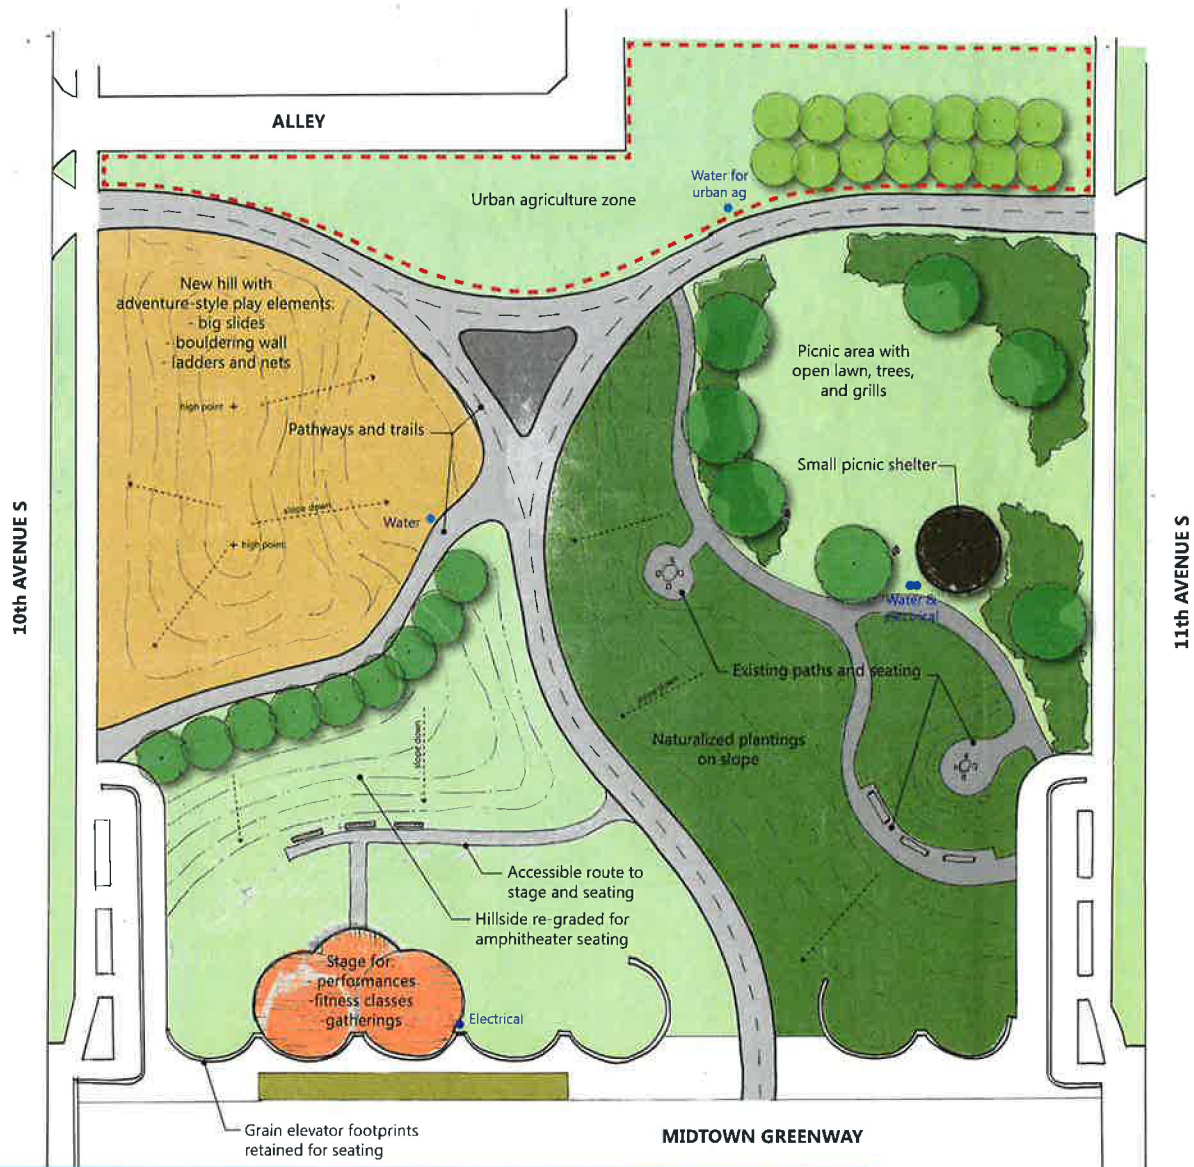 ALLEY
Water for
urban ag
Urban agriculture zone
New hill with
adventure-style play elements:
- big slides
- bouldering wall
- ladders and nets
high point
Pathways and trails
slope down
Water
high point
Picnic area with
open lawn, trees,
and grills
Small picnic shelter
Water &
electrical
Existing paths and seating
slope down
Naturalized plantings
on slope
slope down
Accessible route to
stage and seating
Hillside re-graded for
amphitheater seating
Stage for:
- performances
-fitness classes
-gatherings
Electrical
Grain elevator footprints
retained for seating
MIDTOWN GREENWAY
10th AVENUE S
11th AVENUE S